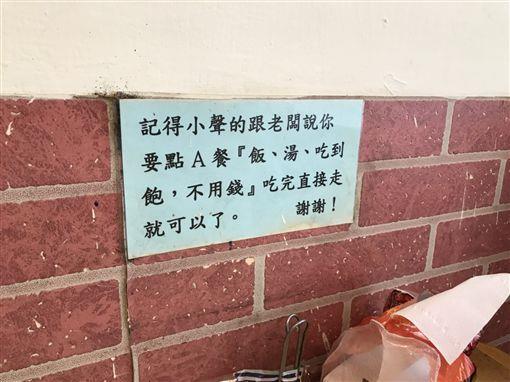 記得小聲的跟老闆說你
要點A餐『飯、湯、吃到
飽，不用錢』吃完直接走
就可以了。 謝謝！